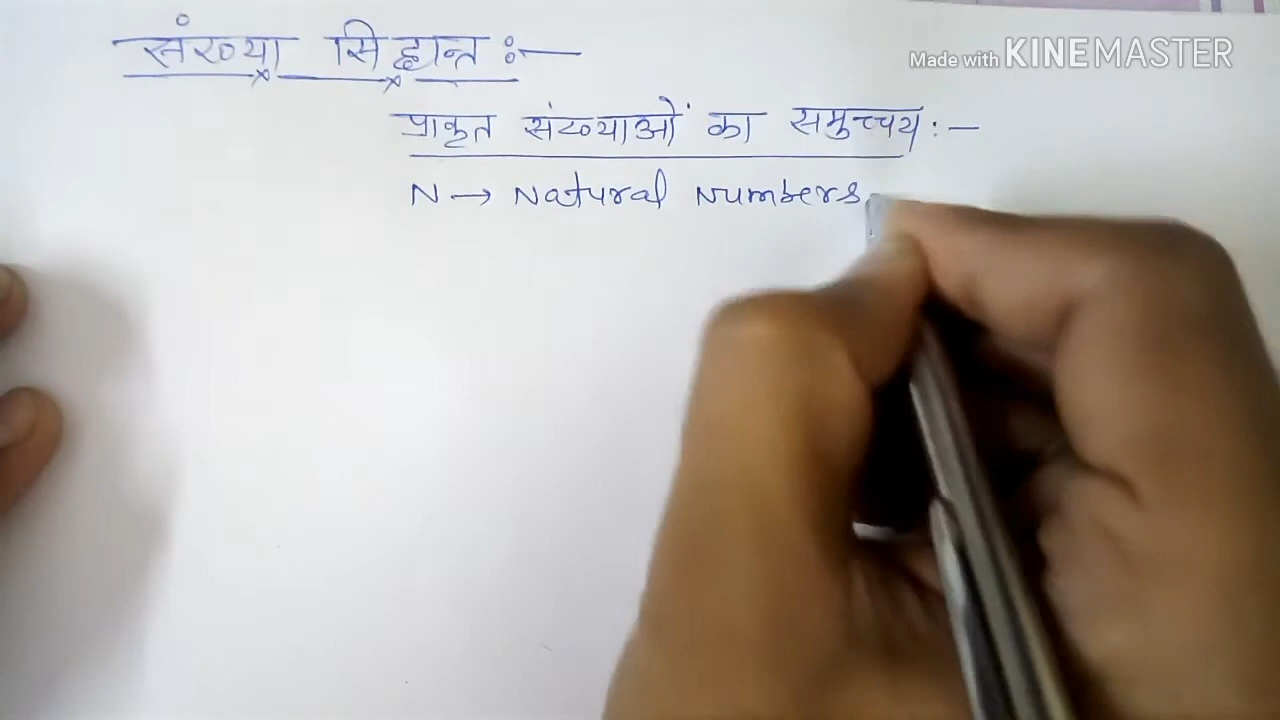 संख्या सिद्धान्त :—
Made with KINEMASTER
प्राकृत संख्याओं का समुच्चय :—
N → Natural Numbers